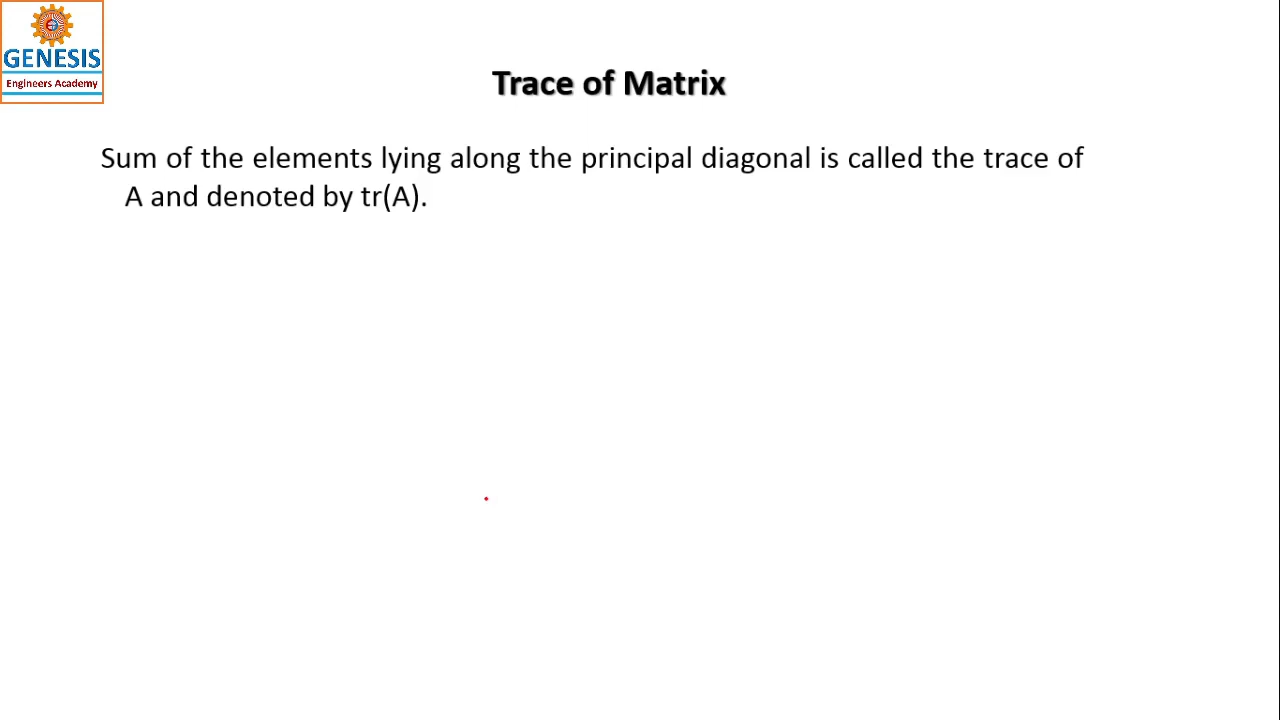 GENESIS
Engineers Academy
Trace of Matrix
Sum of the elements lying along the principal diagonal is called the trace of
A and denoted by tr(A).